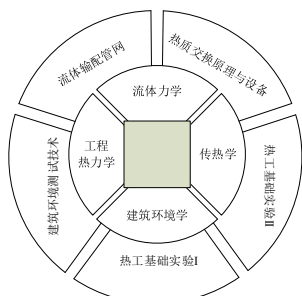 流体输配管网
热质交换原理与设备
流体力学
工程
热力学
传热学
建筑环境测试技术
热工基础实验II
建筑环境学
热工基础实验I